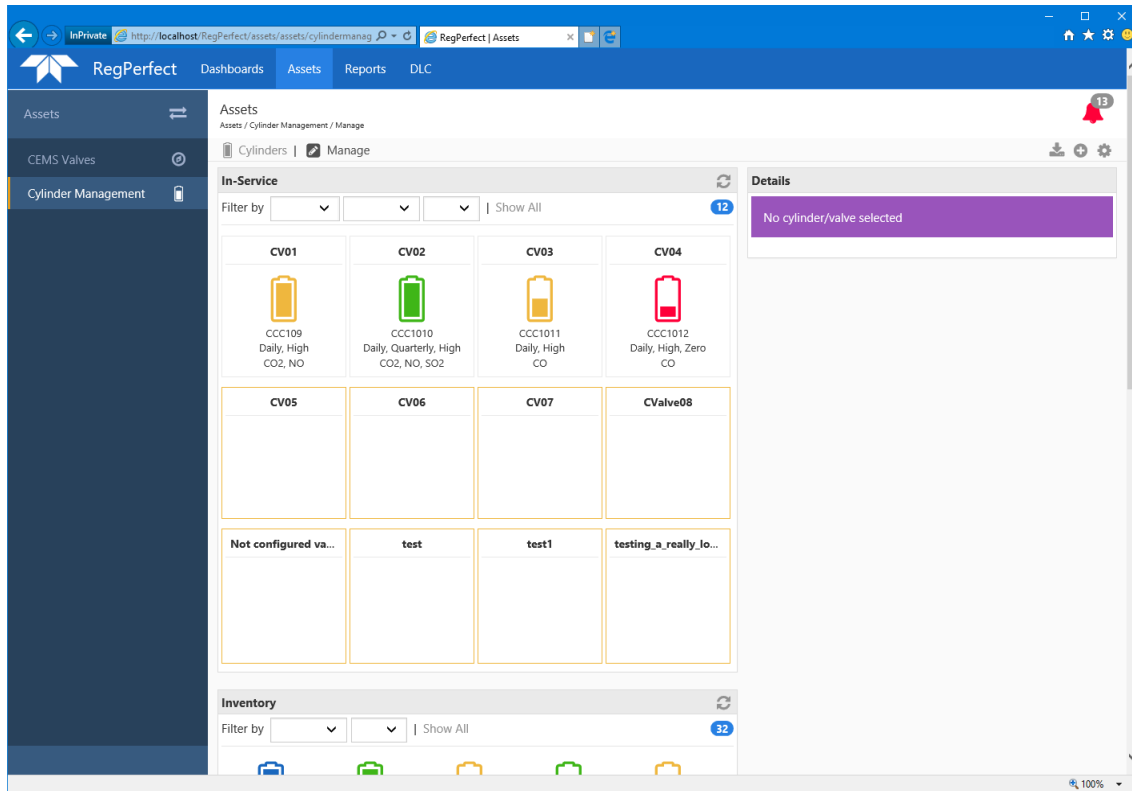 InPrivate http://localhost/RegPerfect/assets/assets/cylindermanag RegPerfect | Assets
RegPerfect Dashboards Assets Reports DLC
Assets
CEMS Valves
Cylinder Management
Assets
Assets / Cylinder Management / Manage
13
Cylinders | Manage
In-Service
Filter by | Show All 12
CV01 CV02 CV03 CV04
CCC109 CCC1010 CCC1011 CCC1012
Daily, High Daily, Quarterly, High Daily, High Daily, High, Zero
CO2, NO CO2, NO, SO2 CO CO
CV05 CV06 CV07 CValve08
Not configured va... test test1 testing_a_really_lo...
Inventory
Filter by | Show All 32
Details
No cylinder/valve selected
100%